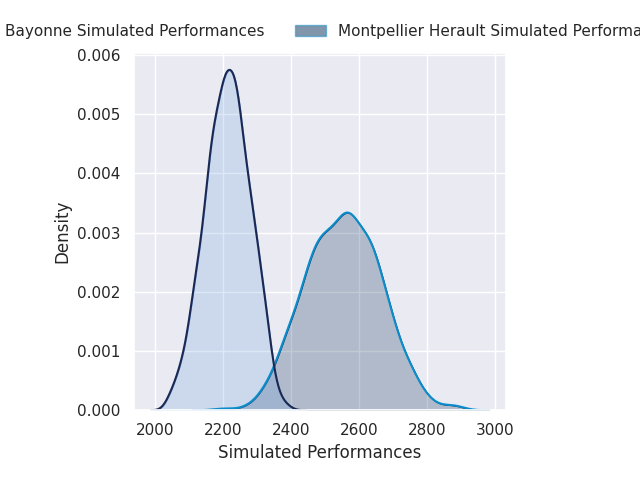 Bayonne Simulated Performances
Montpellier Herault Simulated Performa
0.006
0.005
0.004
0.003
0.002
0.001
0.000
Density
2000 2200 2400 2600 2800 3000
Simulated Performances